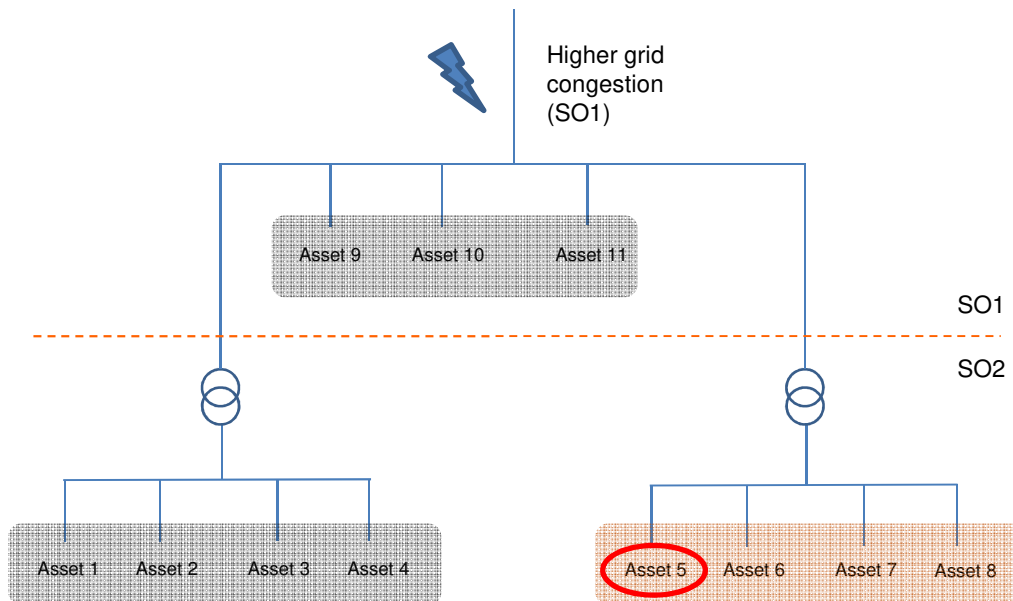 Higher grid
congestion
(SO1)
Asset 9 Asset 10 Asset 11
SO1
SO2
Asset 1 Asset 2 Asset 3 Asset 4 Asset 5 Asset 6 Asset 7 Asset 8